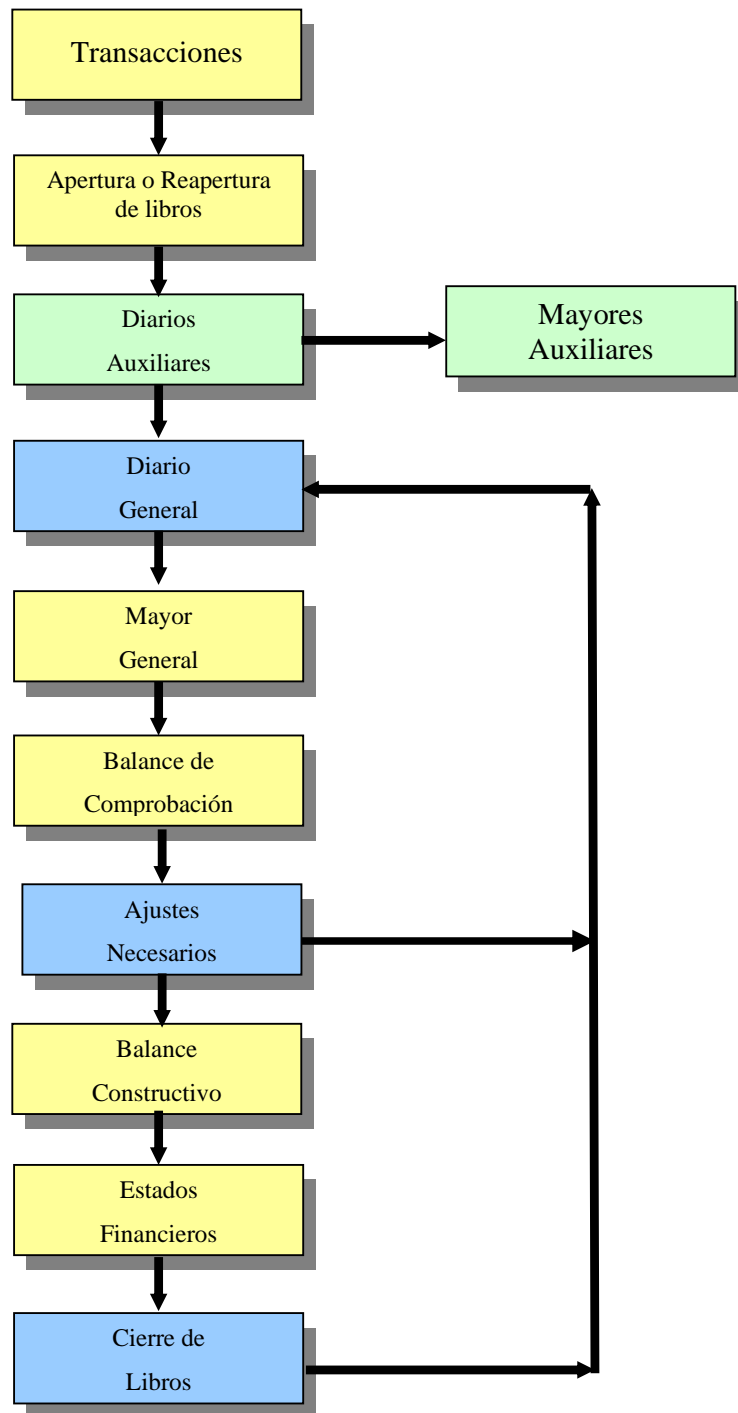 Transacciones
Apertura o Reapertura
de libros
Diarios
Auxiliares
Mayores
Auxiliares
Diario
General
Mayor
General
Balance de
Comprobación
Ajustes
Necesarios
Balance
Constructivo
Estados
Financieros
Cierre de
Libros